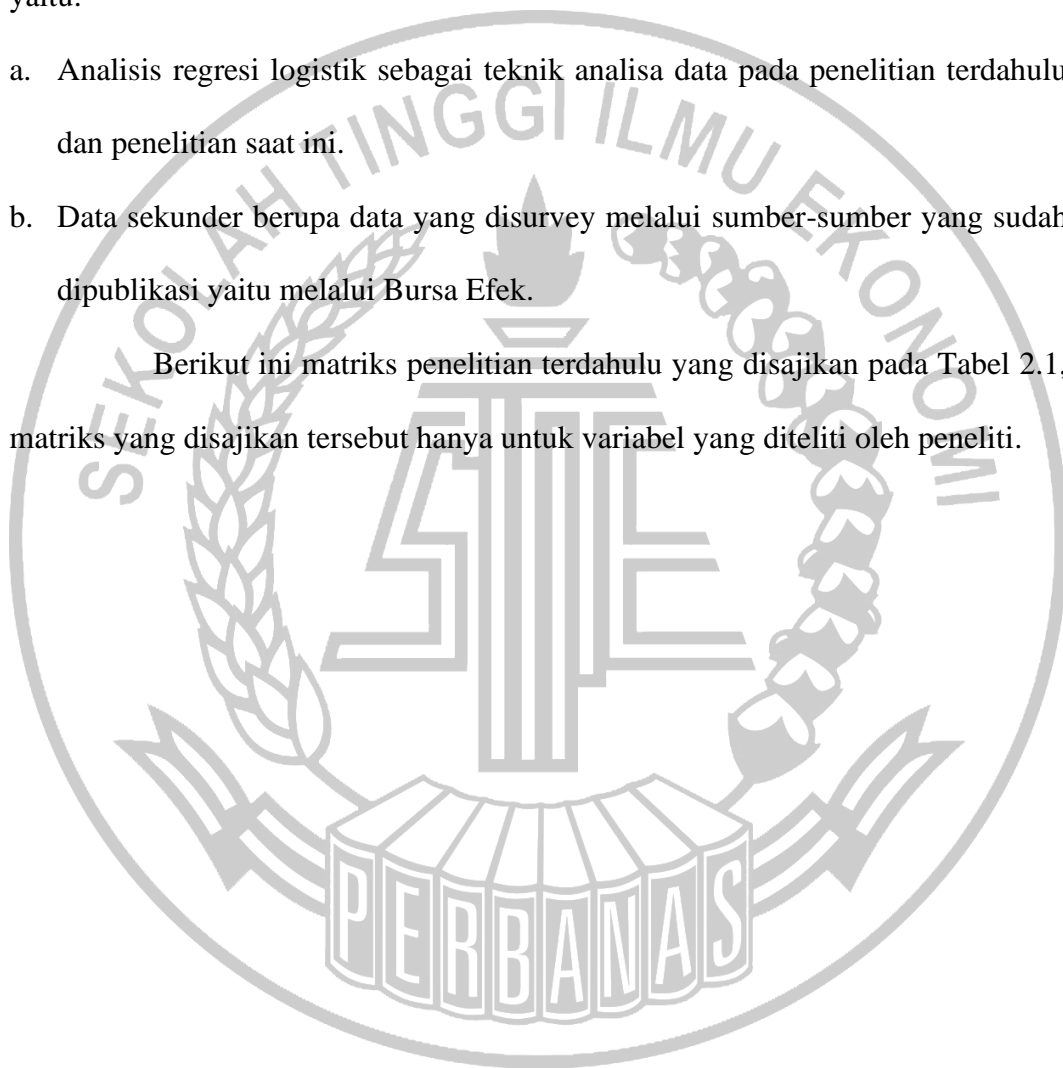 yaitu:
a. Analisis regresi logistik sebagai teknik analisa data pada penelitian terdahulu
dan penelitian saat ini.
b. Data sekunder berupa data yang disurvey melalui sumber-sumber yang sudah
dipublikasi yaitu melalui Bursa Efek.
Berikut ini matriks penelitian terdahulu yang disajikan pada Tabel 2.1,
matriks yang disajikan tersebut hanya untuk variabel yang diteliti oleh peneliti.
SEKOLAH TINGGI ILMU EKONOMI
STIE
PERBANAS